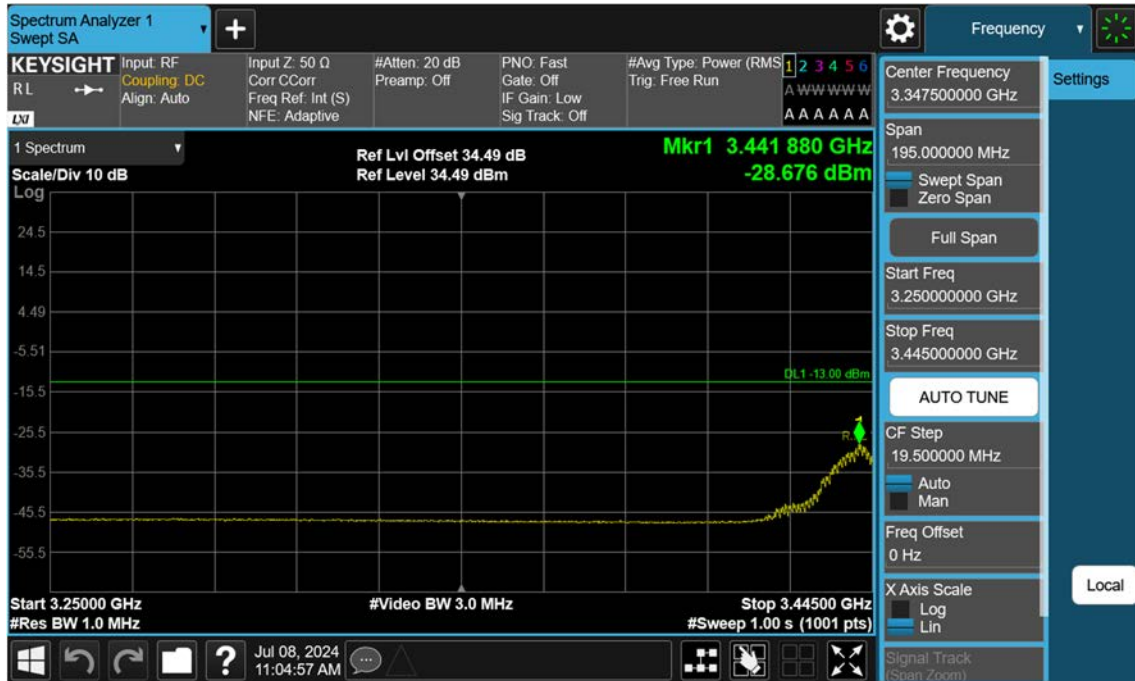 Spectrum Analyzer 1
Swept SA
Frequency
KEYSIGHT
RL
LXI
Input: RF
Coupling: DC
Align: Auto
Input Z: 50 Ω
Corr CCorr
Freq Ref: Int (S)
NFE: Adaptive
#Atten: 20 dB
Preamp: Off
PNO: Fast
Gate: Off
IF Gain: Low
Sig Track: Off
#Avg Type: Power (RMS
Trig: Free Run
1 2 3 4 5 6
A W W W W W
A A A A A A
Center Frequency
3.347500000 GHz
Settings
1 Spectrum
Scale/Div 10 dB
Ref Lvl Offset 34.49 dB
Ref Level 34.49 dBm
Mkr1 3.441 880 GHz
-28.676 dBm
Span
195.000000 MHz
Swept Span
Zero Span
Full Span
Start Freq
3.250000000 GHz
Stop Freq
3.445000000 GHz
AUTO TUNE
CF Step
19.500000 MHz
Auto
Man
Freq Offset
0 Hz
X Axis Scale
Log
Lin
Signal Track
(Span Zoom)
Local
Log
24.5
14.5
4.49
-5.51
-15.5
-25.5
-35.5
-45.5
-55.5
DL1 -13.00 dBm
1
Start 3.25000 GHz
#Res BW 1.0 MHz
#Video BW 3.0 MHz
Stop 3.44500 GHz
#Sweep 1.00 s (1001 pts)
?
Jul 08, 2024
11:04:57 AM